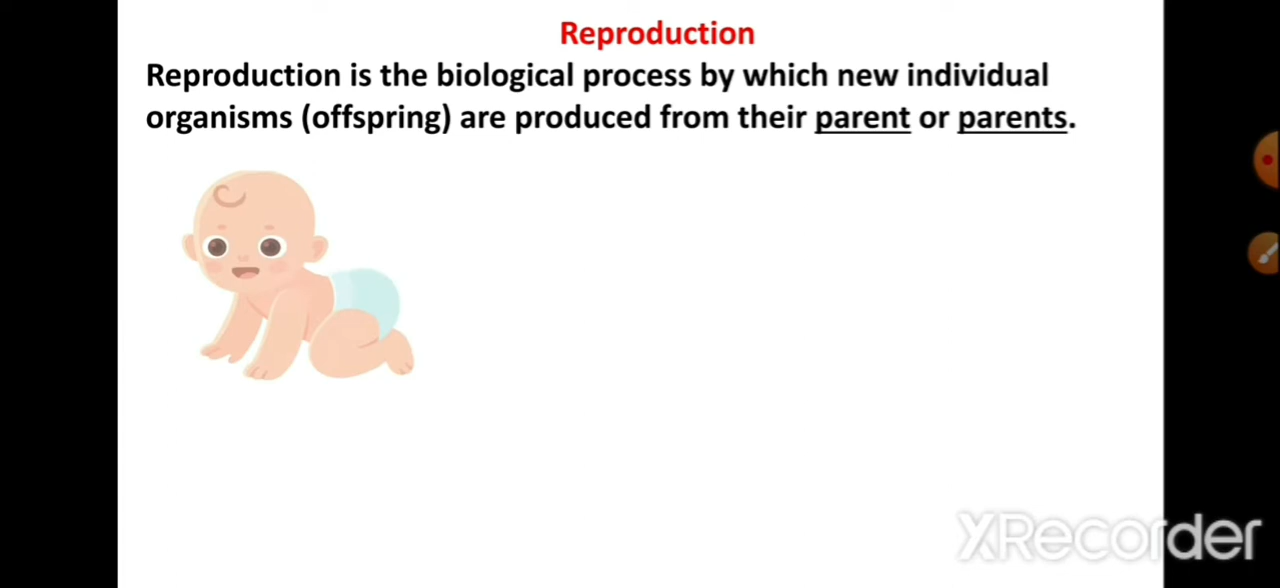 Reproduction
Reproduction is the biological process by which new individual
organisms (offspring) are produced from their parent or parents.
XRecorder